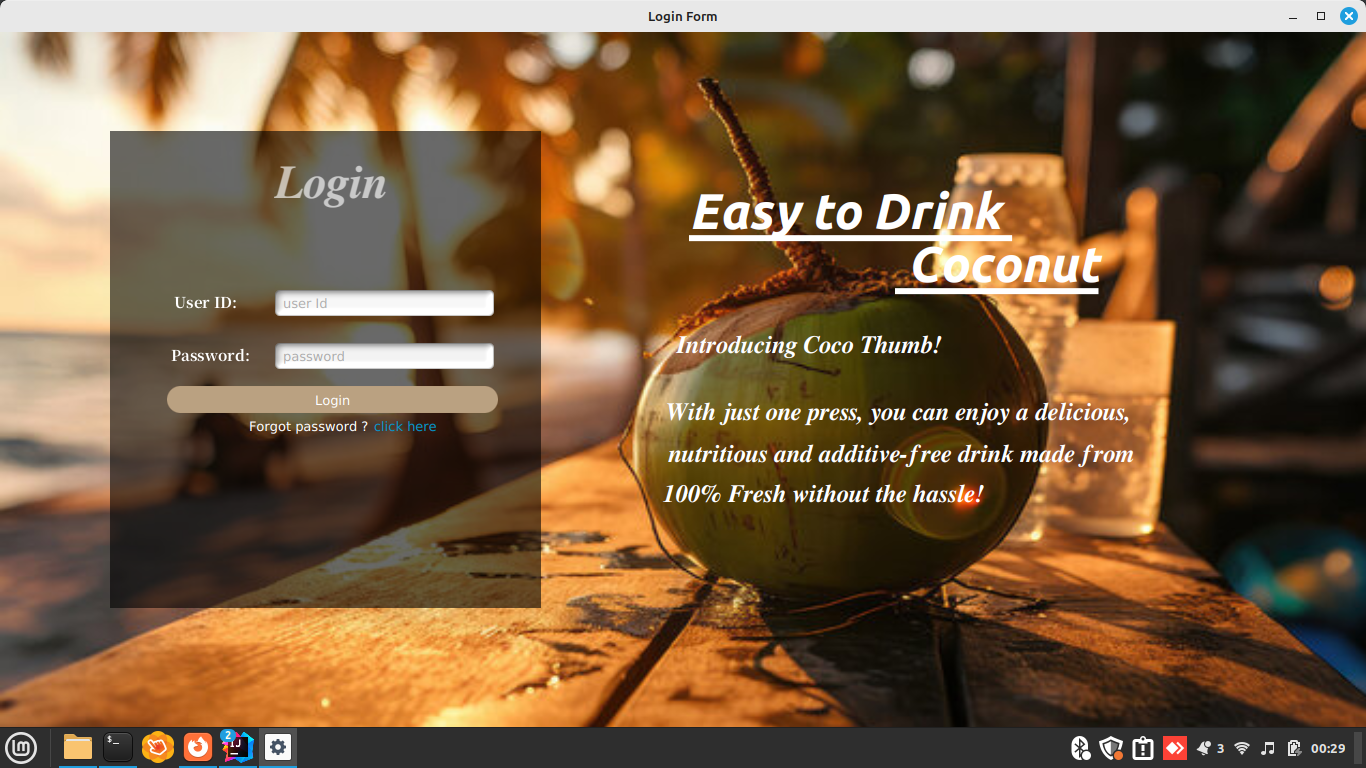 Login Form
Login
User ID:
user Id
Password:
password
Login
Forgot password ? click here
Easy to Drink
Coconut
Introducing Coco Thumb!
With just one press, you can enjoy a delicious,
nutritious and additive-free drink made from
100% Fresh without the hassle!
$_
2
IJ
3
00:29